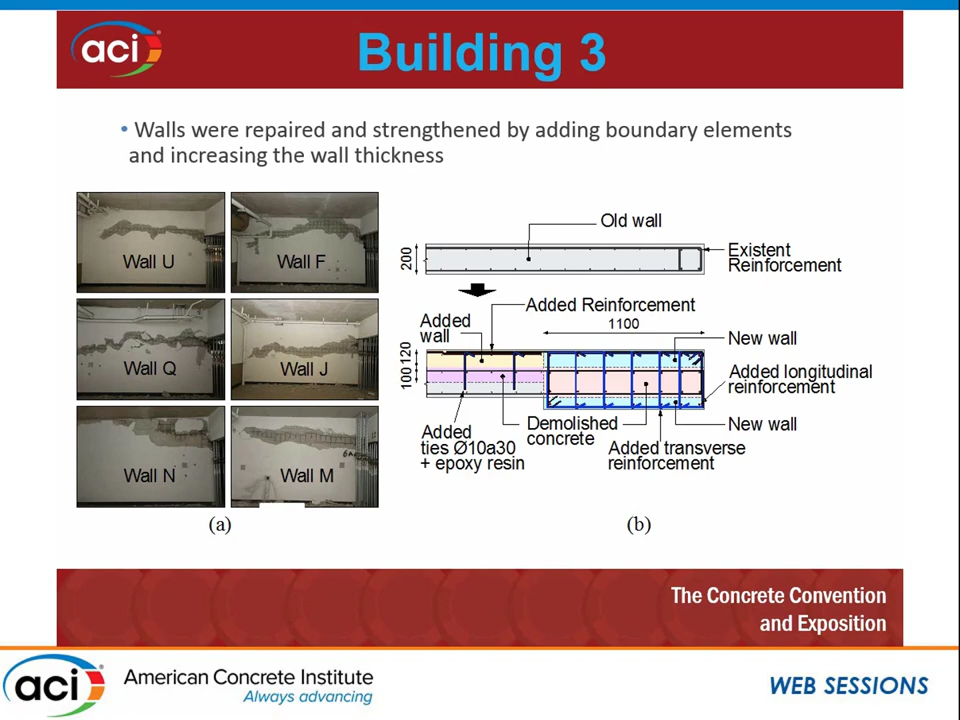 aci
Building 3
• Walls were repaired and strengthened by adding boundary elements
and increasing the wall thickness
Wall U
Wall F
Wall Q
Wall J
Wall N
Wall M
(a)
Old wall
200
Existent
Reinforcement
Added Reinforcement
1100
Added
wall
120
100
New wall
Added longitudinal
reinforcement
New wall
Demolished
concrete
Added
ties Ø10a30
+ epoxy resin
Added transverse
reinforcement
(b)
The Concrete Convention
and Exposition
aci
American Concrete Institute
Always advancing
WEB SESSIONS